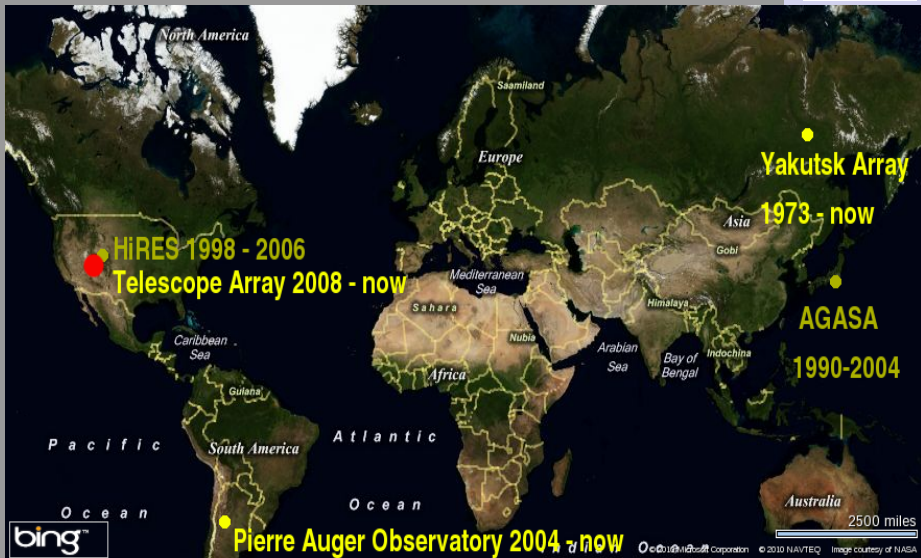 North America
Saamiland
Europe
Yakutsk Array
1973 - now
Asia
Gobi
HiRES 1998 - 2006
Telescope Array 2008 - now
Mediterranean
Sea
Sahara
Himalaya
AGASA
1990-2004
Nubia
Caribbean
Sea
Arabian
Sea
Bay of
Bengal
Indochina
Africa
Guiana
Pacific
Ocean
South America
Atlantic
Ocean
Australia
2500 miles
bing™
Pierre Auger Observatory 2004 - now
Indian Ocean
© 2010 Microsoft Corporation © 2010 NAVTEQ Image courtesy of NASA